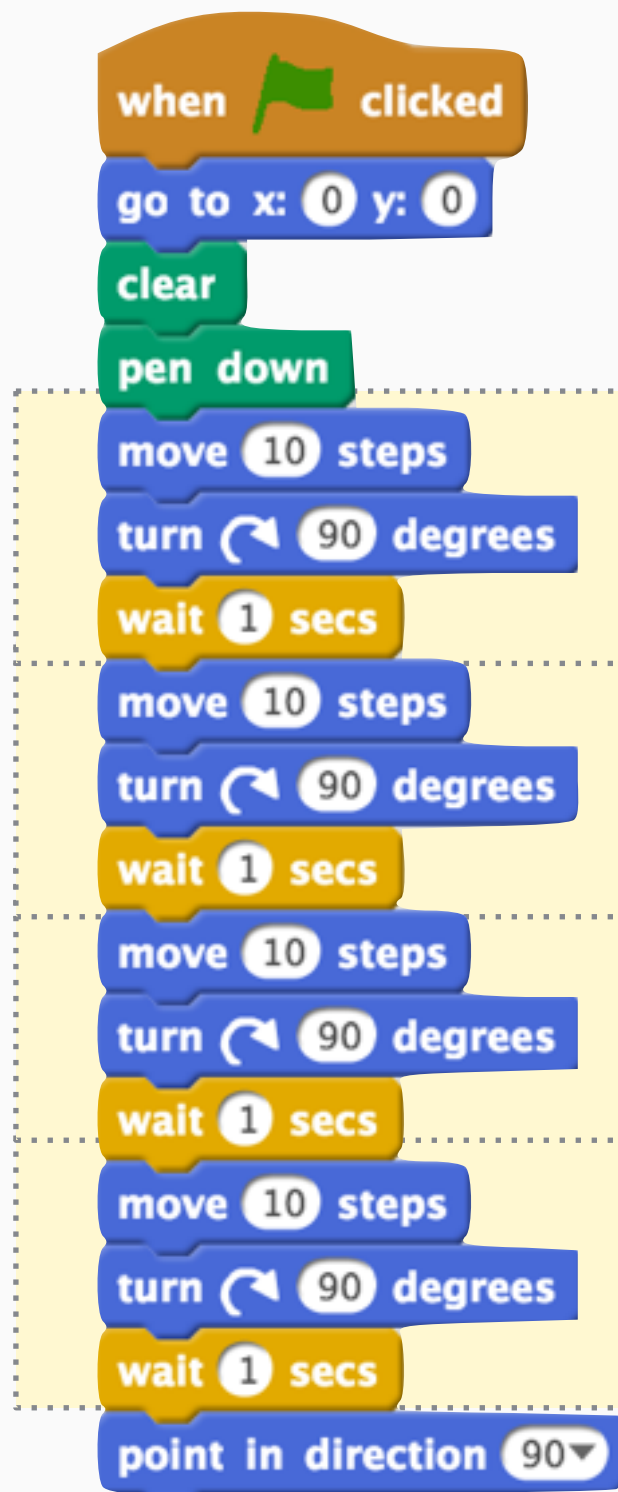 when clicked
go to x: 0 y: 0
clear
pen down
move 10 steps
turn 90 degrees
wait 1 secs
move 10 steps
turn 90 degrees
wait 1 secs
move 10 steps
turn 90 degrees
wait 1 secs
move 10 steps
turn 90 degrees
wait 1 secs
point in direction 90